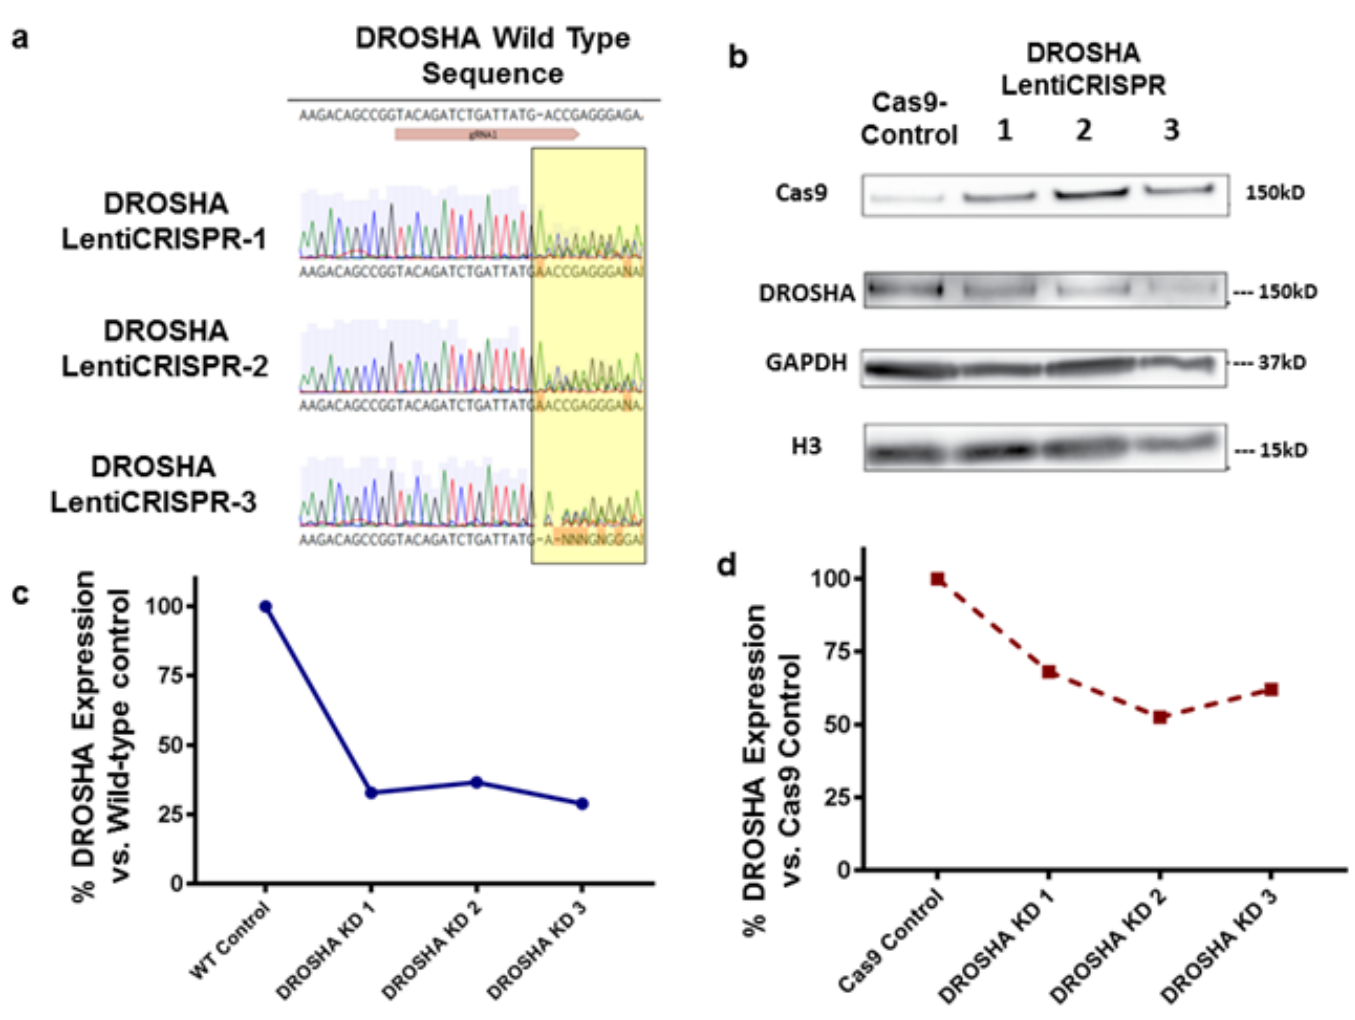 a
DROSHA Wild Type
Sequence
AAGACAGCCGGTACAGATCTGATTATG-ACCGAGGGAGA
gRNA1
DROSHA
LentiCRISPR-1
AAGACAGCCGGTACAGATCTGATTATGAACCGAGGGANA
DROSHA
LentiCRISPR-2
AAGACAGCCGGTACAGATCTGATTATGAACCGAGGGANA
DROSHA
LentiCRISPR-3
AAGACAGCCGGTACAGATCTGATTATG-A-NNNGNGGGA
b
DROSHA
LentiCRISPR
Cas9-
Control
1 2 3
Cas9 150kD
DROSHA --- 150kD
GAPDH --- 37kD
H3 --- 15kD
c
% DROSHA Expression
vs. Wild-type control
100
75
50
25
0
WT Control
DROSHA KD 1
DROSHA KD 2
DROSHA KD 3
d
% DROSHA Expression
vs. Cas9 Control
100
75
50
25
0
Cas9 Control
DROSHA KD 1
DROSHA KD 2
DROSHA KD 3